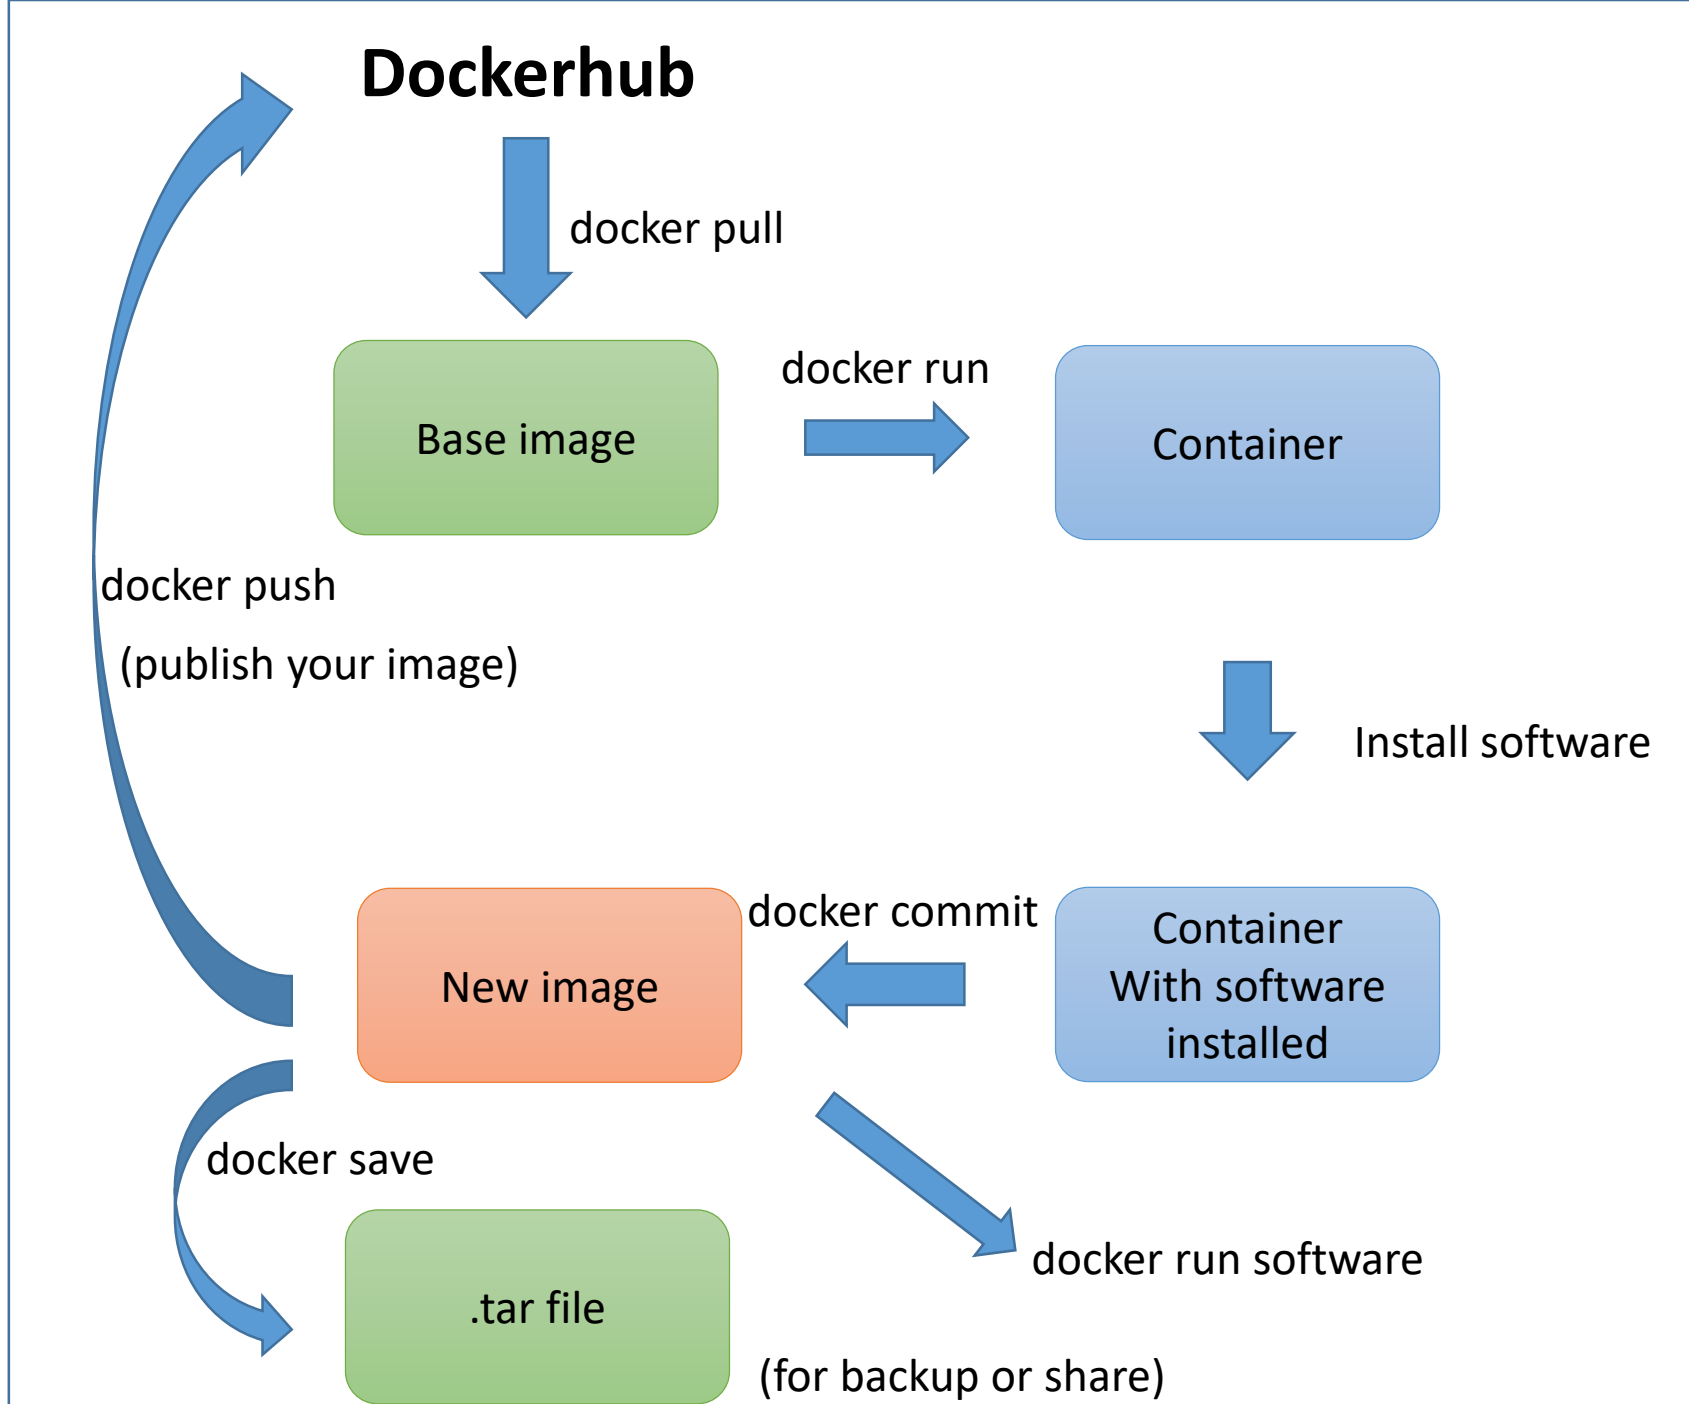 Dockerhub
docker pull
docker run
Base image
Container
docker push
(publish your image)
Install software
docker commit
Container
With software
installed
New image
docker save
docker run software
.tar file
(for backup or share)